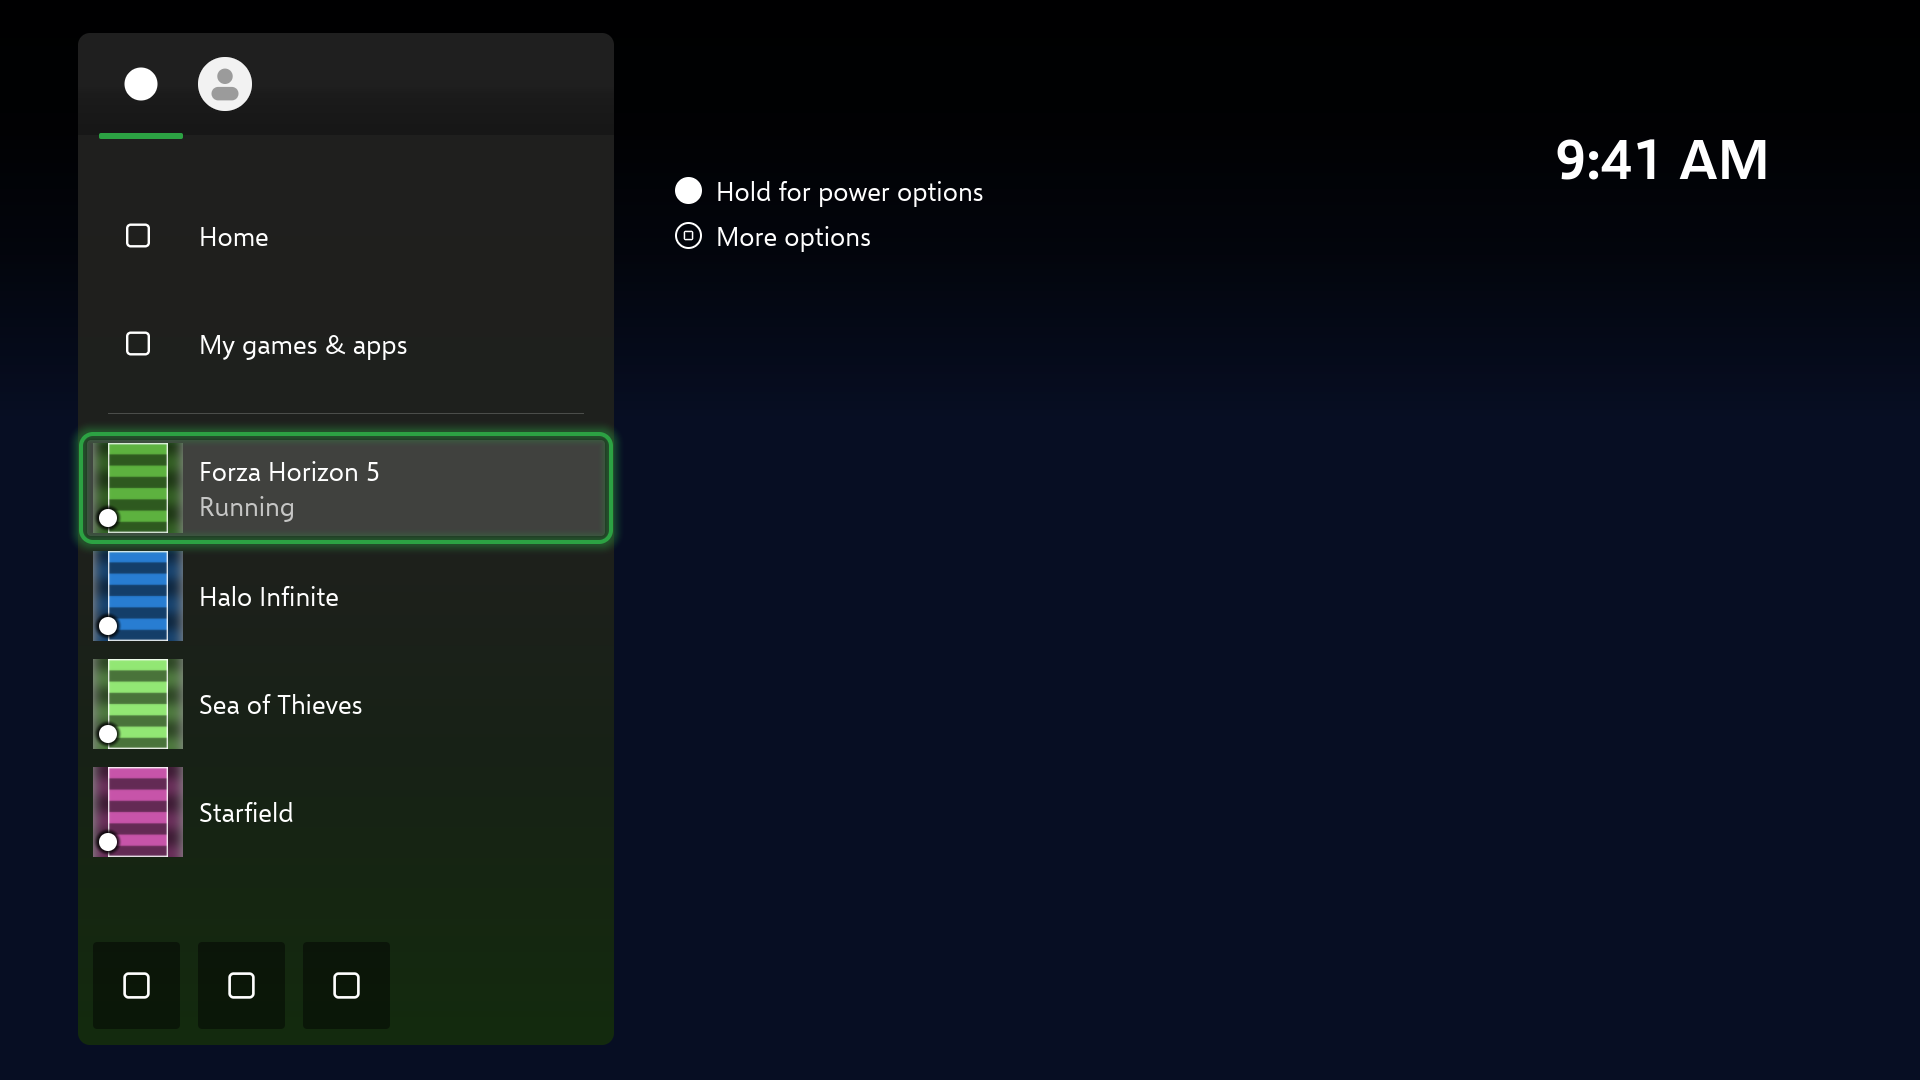 9:41 AM
Hold for power options
More options
Home
My games & apps
Forza Horizon 5
Running
Halo Infinite
Sea of Thieves
Starfield